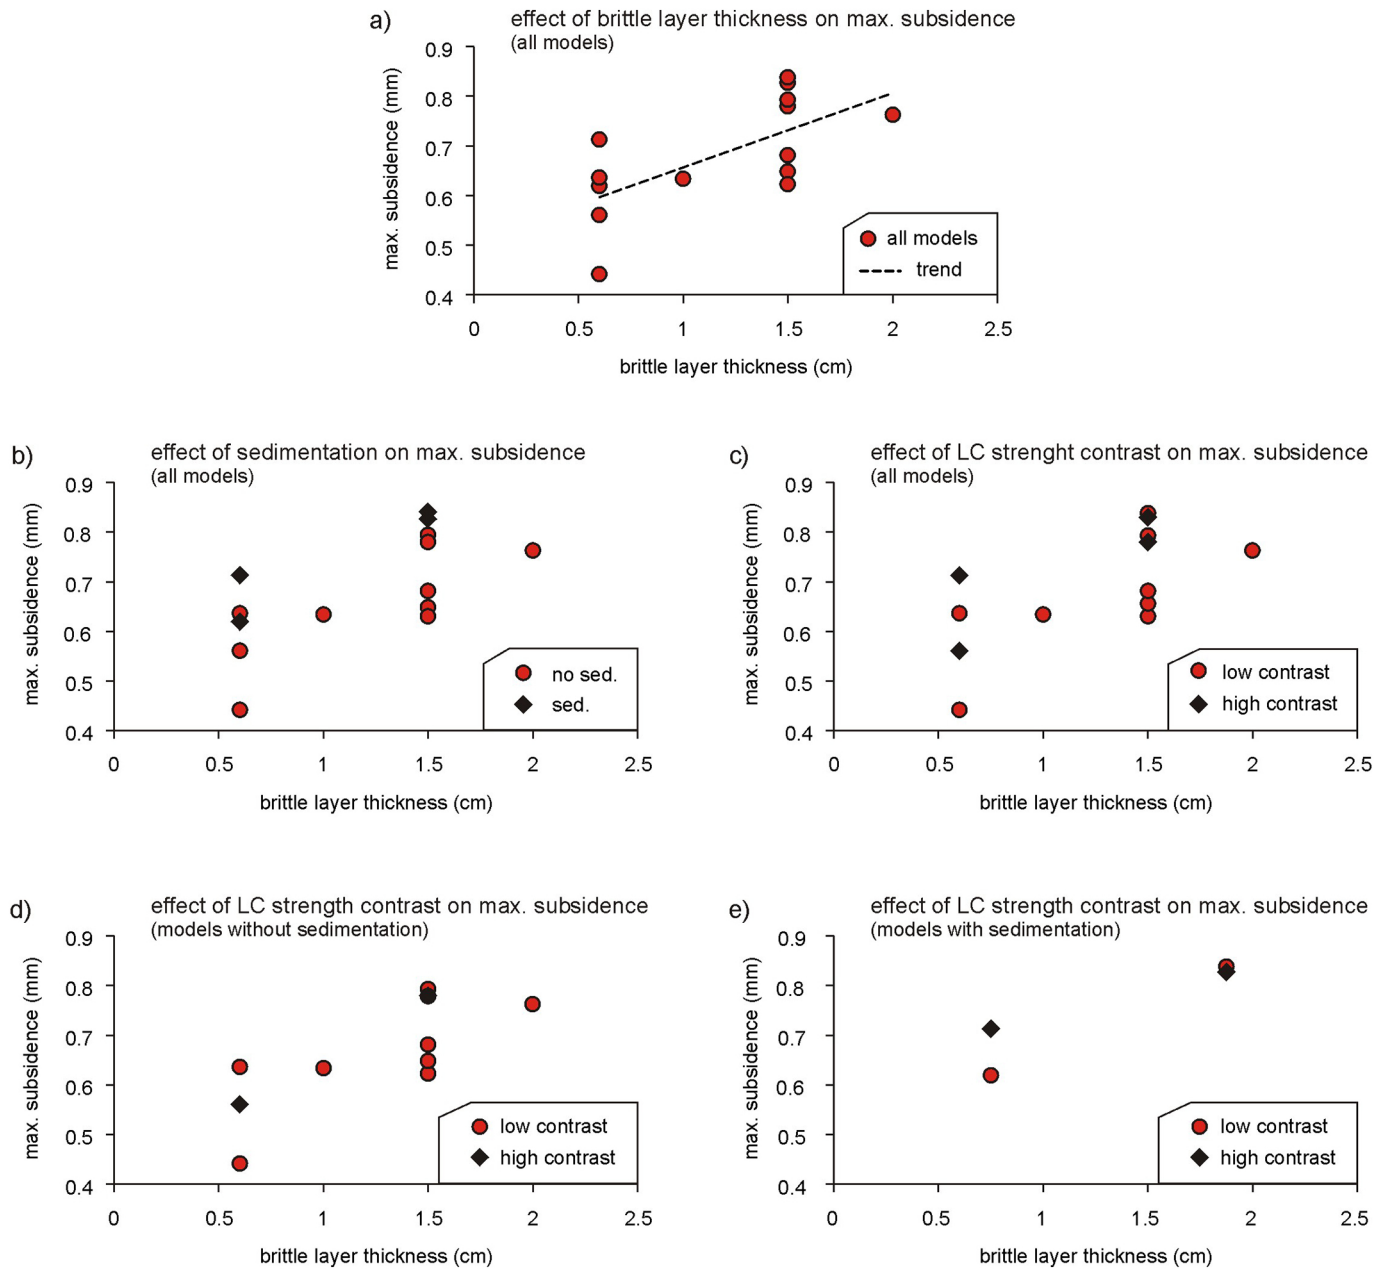 a)
effect of brittle layer thickness on max. subsidence
(all models)
max. subsidence (mm)
0.9
0.8
0.7
0.6
0.5
0.4
all models
trend
0 0.5 1 1.5 2 2.5
brittle layer thickness (cm)
b)
effect of sedimentation on max. subsidence
(all models)
max. subsidence (mm)
0.9
0.8
0.7
0.6
0.5
0.4
no sed.
sed.
0 0.5 1 1.5 2 2.5
brittle layer thickness (cm)
c)
effect of LC strenght contrast on max. subsidence
(all models)
max. subsidence (mm)
0.9
0.8
0.7
0.6
0.5
0.4
low contrast
high contrast
0 0.5 1 1.5 2 2.5
brittle layer thickness (cm)
d)
effect of LC strength contrast on max. subsidence
(models without sedimentation)
max. subsidence (mm)
0.9
0.8
0.7
0.6
0.5
0.4
low contrast
high contrast
0 0.5 1 1.5 2 2.5
brittle layer thickness (cm)
e)
effect of LC strength contrast on max. subsidence
(models with sedimentation)
max. subsidence (mm)
0.9
0.8
0.7
0.6
0.5
0.4
low contrast
high contrast
0 0.5 1 1.5 2 2.5
brittle layer thickness (cm)